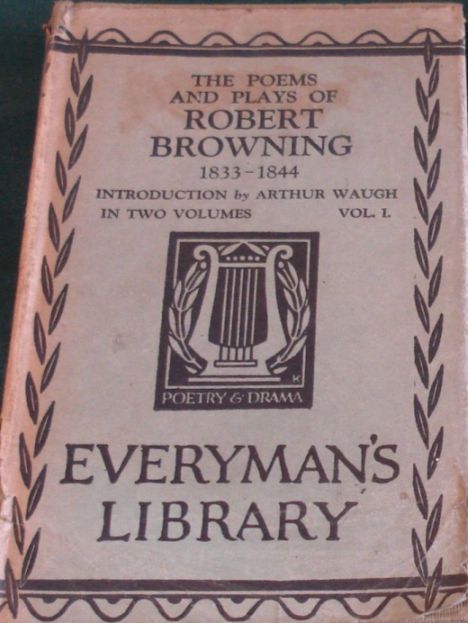 THE POEMS
AND PLAYS OF
ROBERT
BROWNING
1833-1844
INTRODUCTION by ARTHUR WAUGH
IN TWO VOLUMES VOL. I.
K
POETRY & DRAMA
EVERYMAN'S
LIBRARY